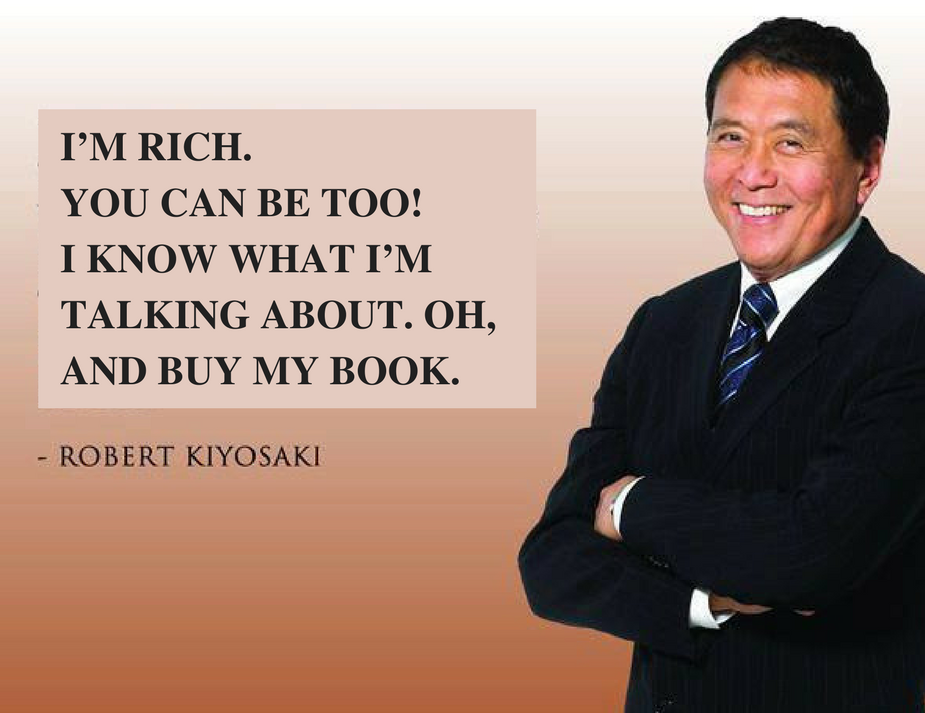 I’M RICH.
YOU CAN BE TOO!
I KNOW WHAT I’M
TALKING ABOUT. OH,
AND BUY MY BOOK.
- ROBERT KIYOSAKI